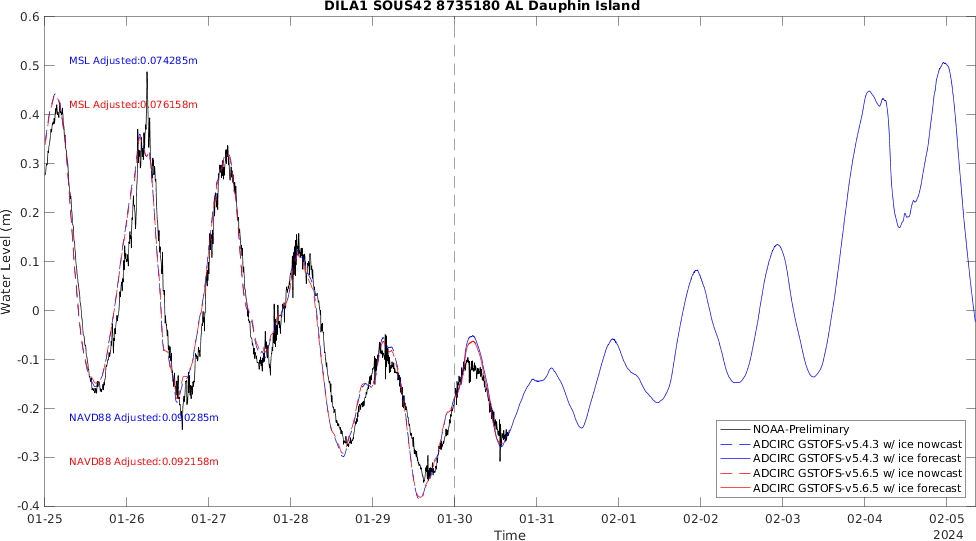 DILA1 SOUS42 8735180 AL Dauphin Island
0.6
0.5
0.4
0.3
0.2
0.1
0
-0.1
-0.2
-0.3
-0.4
Water Level (m)
MSL Adjusted:0.074285m
MSL Adjusted:0.076158m
NAVD88 Adjusted:0.090285m
NAVD88 Adjusted:0.092158m
NOAA-Preliminary
ADCIRC GSTOFS-v5.4.3 w/ ice nowcast
ADCIRC GSTOFS-v5.4.3 w/ ice forecast
ADCIRC GSTOFS-v5.6.5 w/ ice nowcast
ADCIRC GSTOFS-v5.6.5 w/ ice forecast
01-25 01-26 01-27 01-28 01-29 01-30 01-31 02-01 02-02 02-03 02-04 02-05
2024
Time